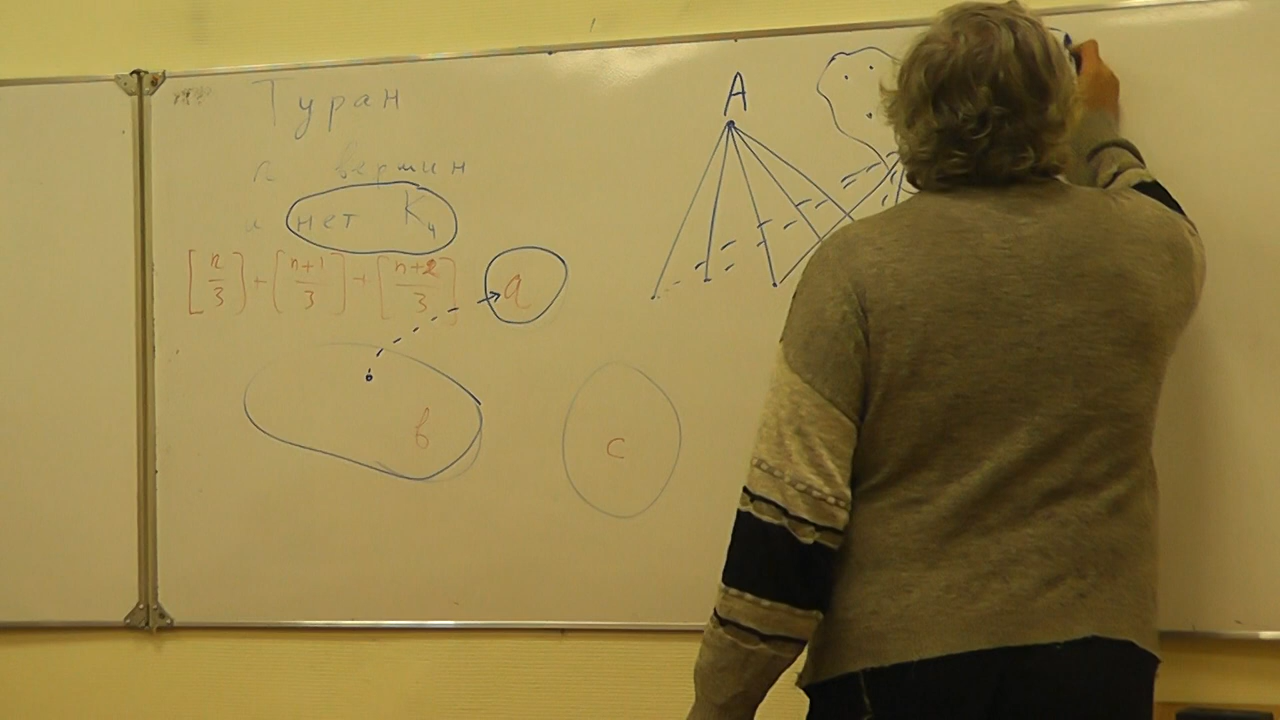 Туран
n вершин
и нет K₄
[n/3] + [n+1/3] + [n+2/3]
a
b
c
A